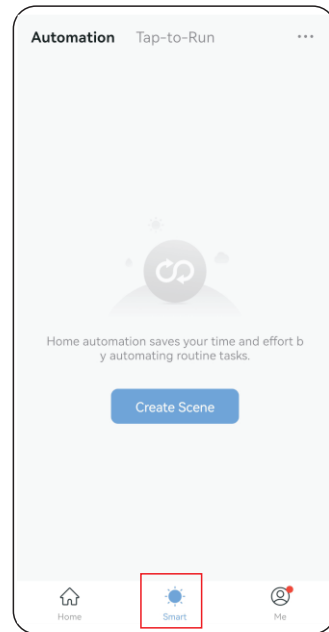 Automation Tap-to-Run
Home automation saves your time and effort b
y automating routine tasks.
Create Scene
Home Smart Me